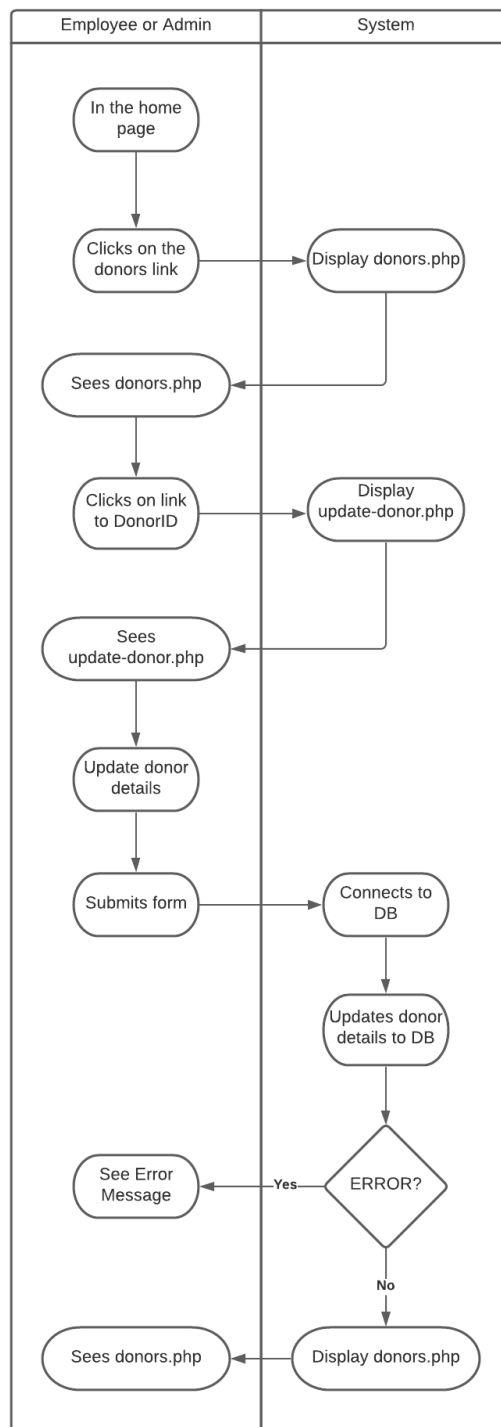 Employee or Admin
System
In the home
page
Clicks on the
donors link
Display donors.php
Sees donors.php
Clicks on link
to DonorID
Display
update-donor.php
Sees
update-donor.php
Update donor
details
Submits form
Connects to
DB
Updates donor
details to DB
ERROR?
Yes
See Error
Message
No
Display donors.php
Sees donors.php